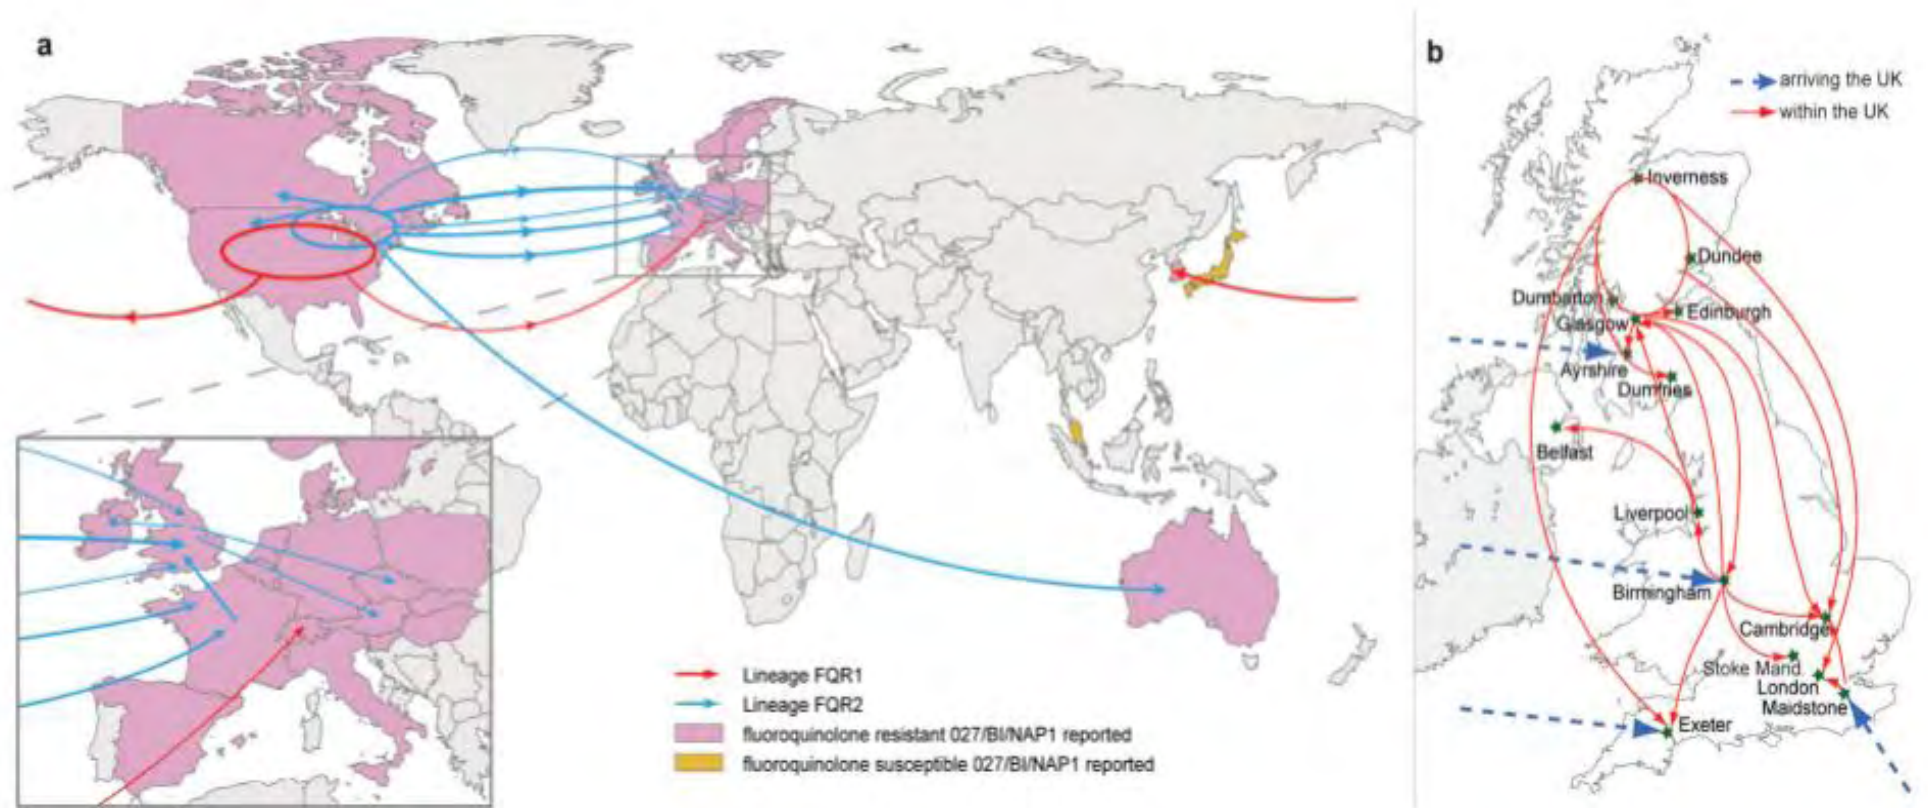 a
Lineage FQR1
Lineage FQR2
fluoroquinolone resistant 027/BI/NAP1 reported
fluoroquinolone susceptible 027/BI/NAP1 reported
b
arriving the UK
within the UK
Inverness
Dundee
Dumbarton
Edinburgh
Glasgow
Ayrshire
Dumfries
Belfast
Liverpool
Birmingham
Cambridge
Stoke Mand.
London
Maidstone
Exeter